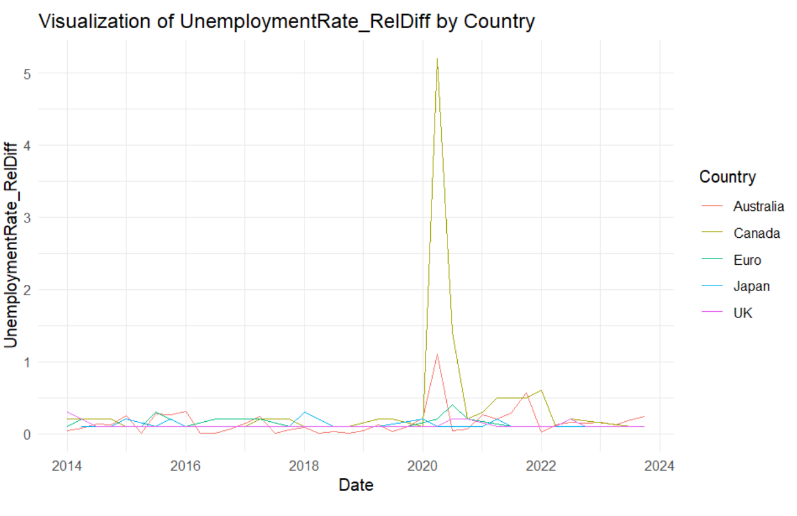 Visualization of UnemploymentRate_RelDiff by Country
UnemploymentRate_RelDiff
5
4
3
2
1
0
2014
2016
2018
2020
2022
2024
Date
Country
Australia
Canada
Euro
Japan
UK